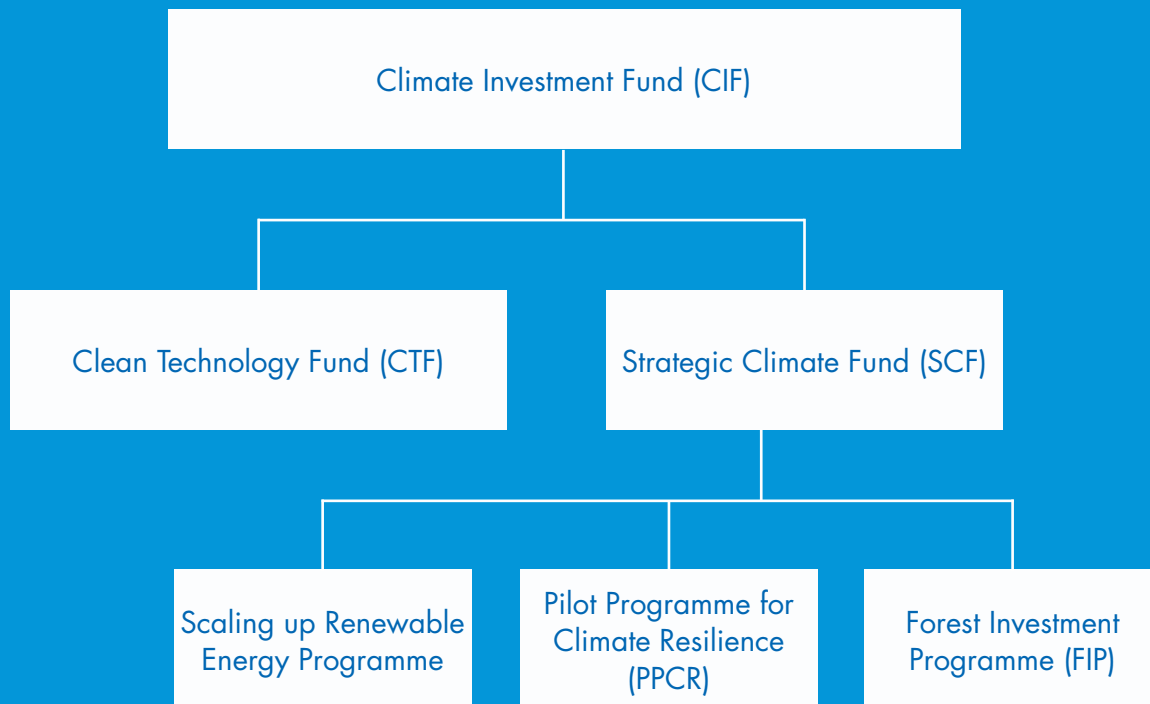 Climate Investment Fund (CIF)
Clean Technology Fund (CTF)
Strategic Climate Fund (SCF)
Scaling up Renewable
Energy Programme
Pilot Programme for
Climate Resilience
(PPCR)
Forest Investment
Programme (FIP)